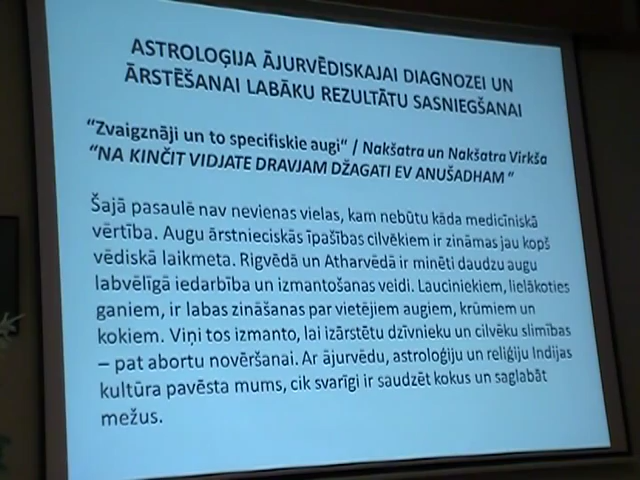 ASTROLOĢIJA ĀJURVĒDISKAJAI DIAGNOZEI UN
ĀRSTĒŠANAI LABĀKU REZULTĀTU SASNIEGŠANAI
“Zvaigznāji un to specifiskie augi“ / Nakšatra un Nakšatra Virkša
“NA KINČIT VIDJATE DRAVJAM DŽAGATI EV ANUŠADHAM “
Šajā pasaulē nav nevienas vielas, kam nebūtu kāda medicīniskā
vērtība. Augu ārstnieciskās īpašības cilvēkiem ir zināmas jau kopš
vēdiskā laikmeta. Rigvēdā un Atharvēdā ir minēti daudzu augu
labvēlīgā iedarbība un izmantošanas veidi. Lauciniekiem, lielākoties
ganiem, ir labas zināšanas par vietējiem augiem, krūmiem un
kokiem. Viņi tos izmanto, lai izārstētu dzīvnieku un cilvēku slimības
– pat abortu novēršanai. Ar ājurvēdu, astroloģiju un reliģiju Indijas
kultūra pavēsta mums, cik svarīgi ir saudzēt kokus un saglabāt
mežus.